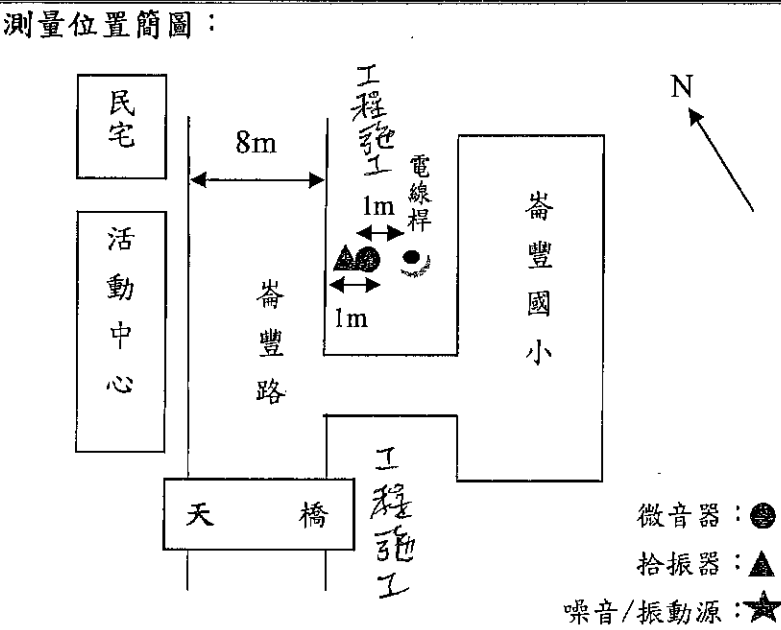 測量位置簡圖：
N
民宅
8m
工程施工
電線桿
1m
活動中心
崙豐國小
1m
崙豐路
工程施工
天橋
微音器：
拾振器：
噪音/振動源：